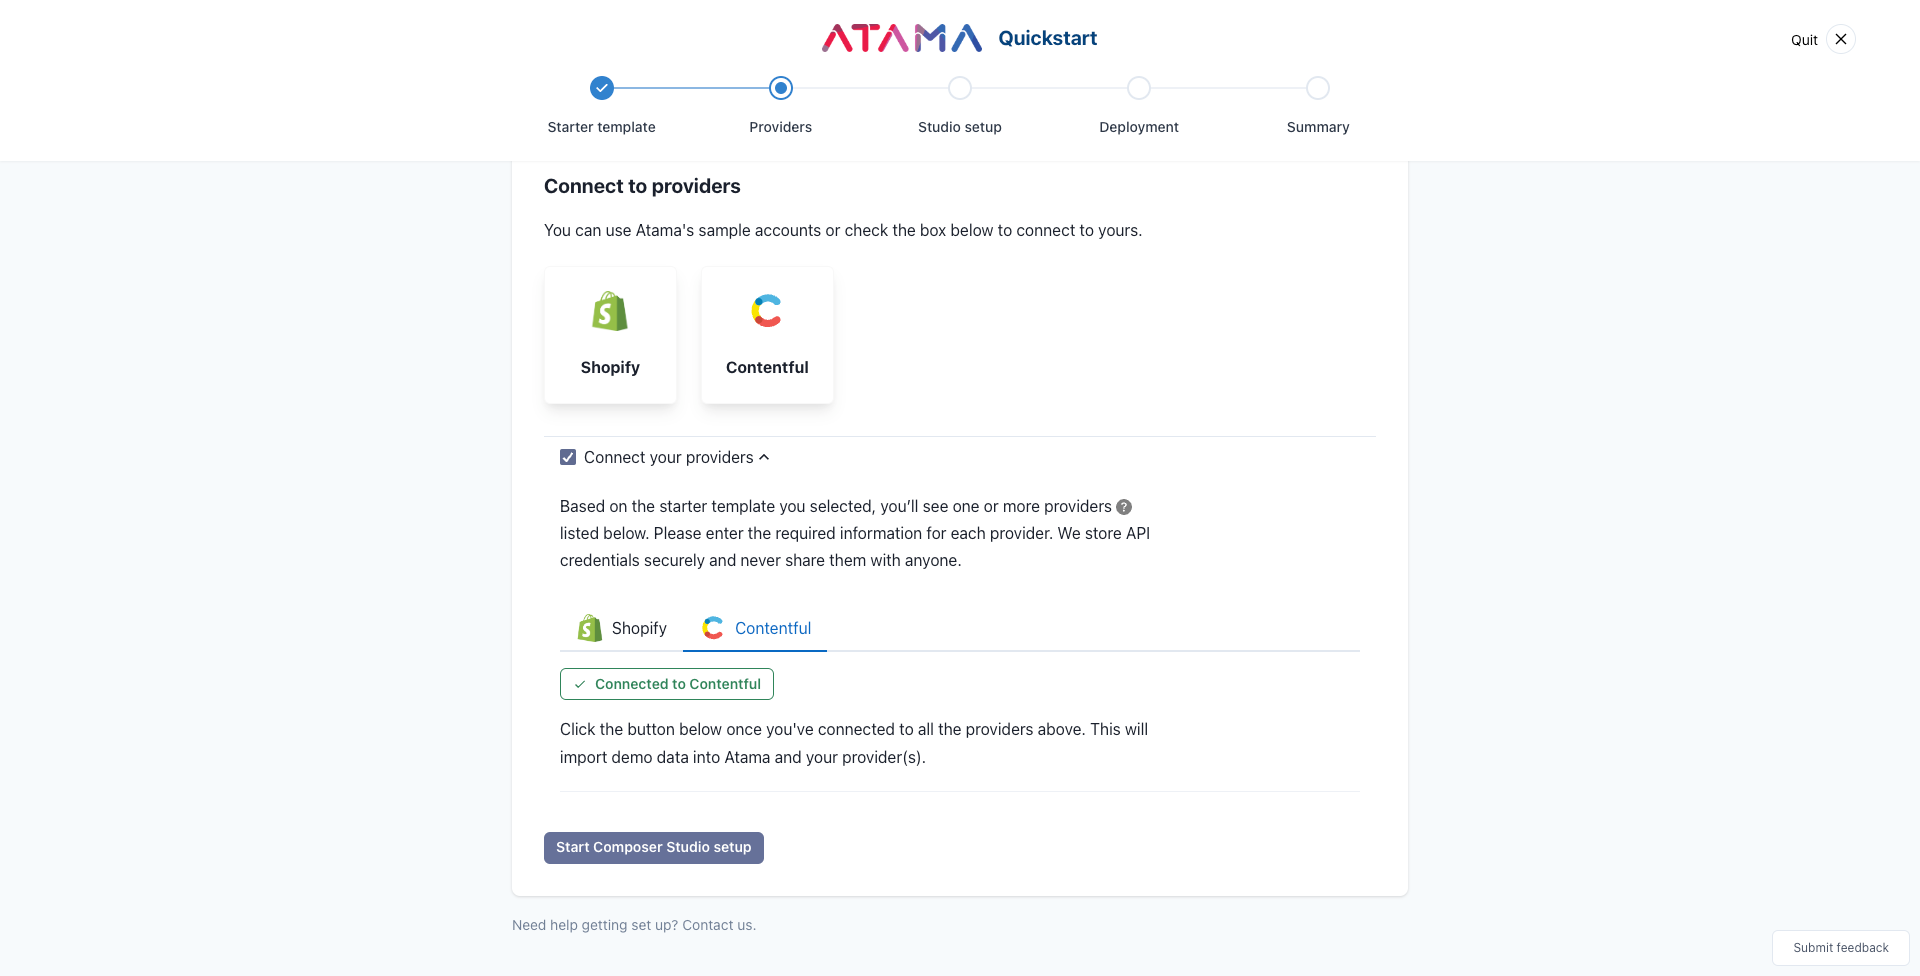 ATAMA Quickstart
Quit
Starter template
Providers
Studio setup
Deployment
Summary
Connect to providers
You can use Atama's sample accounts or check the box below to connect to yours.
Shopify
Contentful
Connect your providers
Based on the starter template you selected, you’ll see one or more providers ?
listed below. Please enter the required information for each provider. We store API
credentials securely and never share them with anyone.
Shopify
Contentful
Connected to Contentful
Click the button below once you've connected to all the providers above. This will
import demo data into Atama and your provider(s).
Start Composer Studio setup
Need help getting set up? Contact us.
Submit feedback